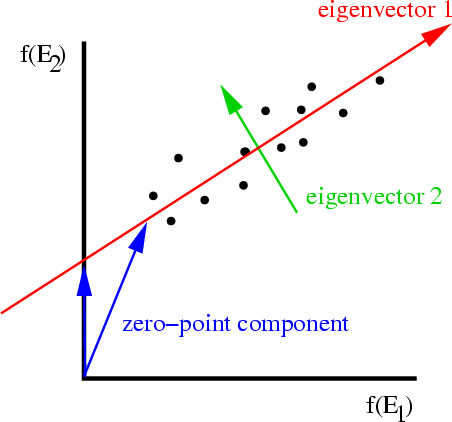 eigenvector 1
f(E2)
eigenvector 2
zero-point component
f(E1)